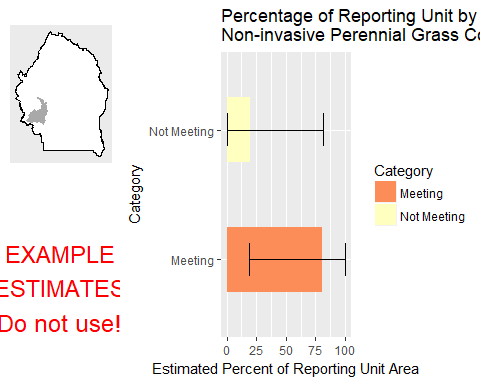 Percentage of Reporting Unit by
Non-invasive Perennial Grass Co
Category
Not Meeting
Meeting
0 25 50 75 100
Estimated Percent of Reporting Unit Area
Category
Meeting
Not Meeting
EXAMPLE
ESTIMATES
Do not use!